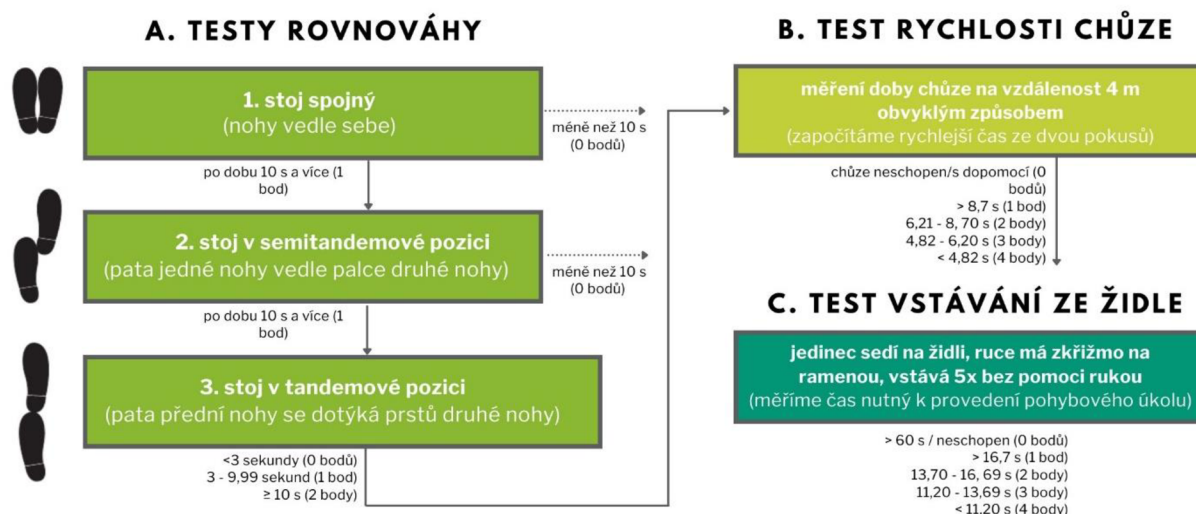 A. TESTY ROVNOVÁHY
1. stoj spojný
(nohy vedle sebe)
méně než 10 s
(0 bodů)
po dobu 10 s a více (1
bod)
2. stoj v semitandemové pozici
(pata jedné nohy vedle palce druhé nohy)
méně než 10 s
(0 bodů)
po dobu 10 s a více (1
bod)
3. stoj v tandemové pozici
(pata přední nohy se dotýká prstů druhé nohy)
<3 sekundy (0 bodů)
3 - 9,99 sekund (1 bod)
≥ 10 s (2 body)
B. TEST RYCHLOSTI CHŮZE
měření doby chůze na vzdálenost 4 m
obvyklým způsobem
(započítáme rychlejší čas ze dvou pokusů)
chůze neschopen/s dopomocí (0
bodů)
> 8,7 s (1 bod)
6,21 - 8, 70 s (2 body)
4,82 - 6,20 s (3 body)
< 4,82 s (4 body)
C. TEST VSTÁVÁNÍ ZE ŽIDLE
jedinec sedí na židli, ruce má zkřižmo na
ramenou, vstává 5x bez pomoci rukou
(měříme čas nutný k provedení pohybového úkolu)
> 60 s / neschopen (0 bodů)
> 16,7 s (1 bod)
13,70 - 16, 69 s (2 body)
11,20 - 13,69 s (3 body)
< 11,20 s (4 body)